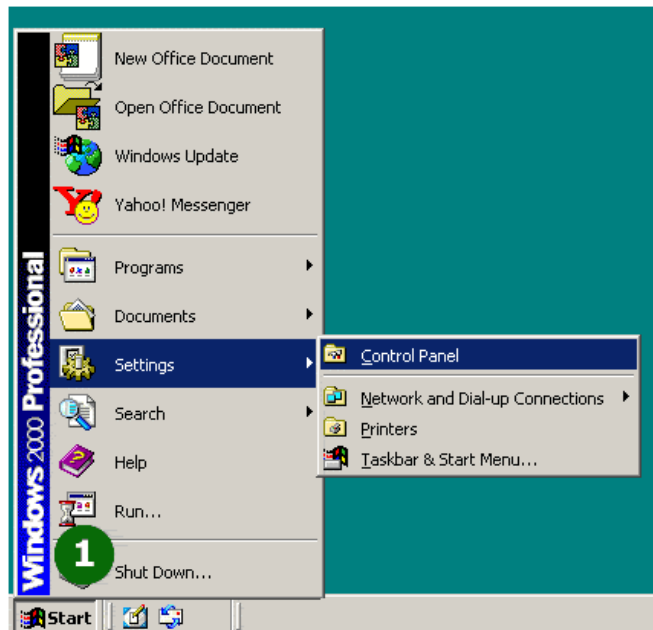 New Office Document
Open Office Document
Windows Update
Yahoo! Messenger
Programs
Documents
Settings
Search
Help
Run...
Shut Down...
Control Panel
Network and Dial-up Connections
Printers
Taskbar & Start Menu...
Windows 2000 Professional
1
Start